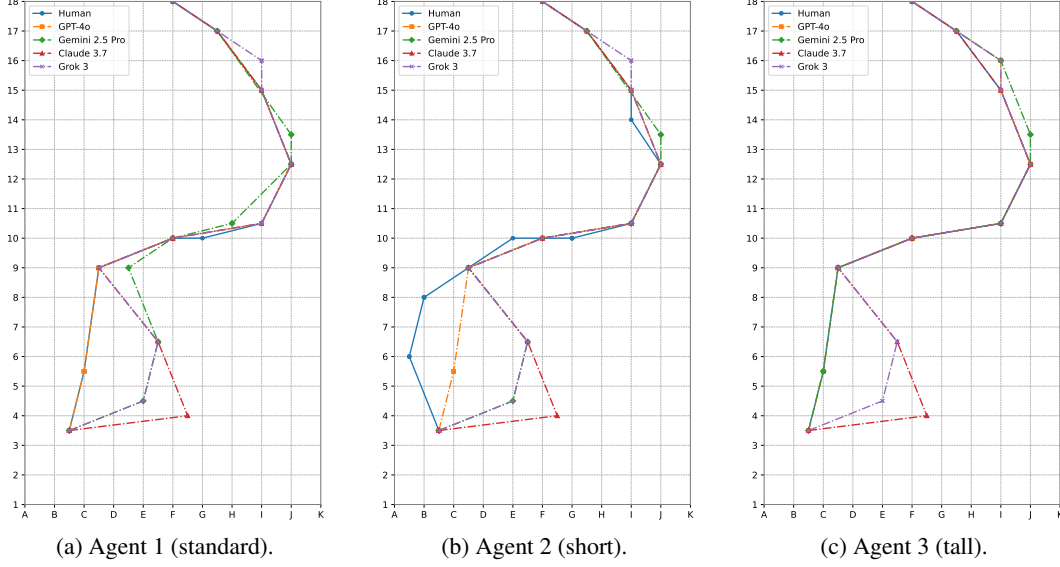 18
17
16
15
14
13
12
11
10
9
8
7
6
5
4
3
2
1
A B C D E F G H I J K
Human
GPT-4o
Gemini 2.5 Pro
Claude 3.7
Grok 3
(a) Agent 1 (standard).
18
17
16
15
14
13
12
11
10
9
8
7
6
5
4
3
2
1
A B C D E F G H I J K
Human
GPT-4o
Gemini 2.5 Pro
Claude 3.7
Grok 3
(b) Agent 2 (short).
18
17
16
15
14
13
12
11
10
9
8
7
6
5
4
3
2
1
A B C D E F G H I J K
Human
GPT-4o
Gemini 2.5 Pro
Claude 3.7
Grok 3
(c) Agent 3 (tall).